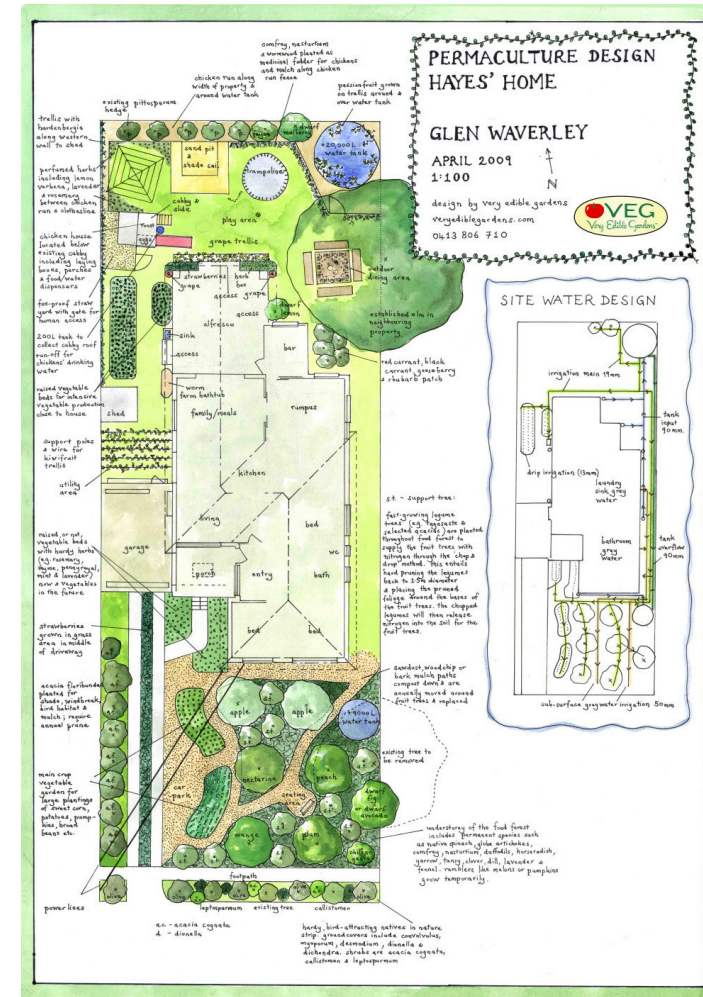 PERMACULTURE DESIGN
HAYES' HOME
GLEN WAVERLEY
APRIL 2009
1:100
N
design by very edible gardens
veryediblegardens.com
0413 806 710
VEG
Very Edible Gardens
comfrey, nasturtium
& wormwood planted as
medicinal fodder for chickens
and mulch along chicken
run fence
chicken run along
width of property &
around water tank
passionfruit grown
on trellis around &
over water tank
existing pittosporum
hedge
trellis with
hardenbergia
along western
wall to shed
perfumed herbs
including lemon
verbena, lavender
& rosemary
between chicken
run & clothesline
chicken house
located below
existing cubby
including laying
boxes, perches
& food/water
dispensers
fox-proof straw
yard with gate for
human access
200L tank to
collect cubby roof
run-off for
chickens' drinking
water
raised vegetable
beds for intensive
vegetable production
close to house
support poles
& wire for
kiwifruit
trellis
utility
area
raised, or not,
vegetable beds
with hardy herbs
(e.g. rosemary,
thyme, pennyroyal,
mint & lavender)
now & vegetables
in the future
strawberries
grown in grass
area in middle
of driveway
acacia floribunda
planted for
shade, windbreak,
bird habitat &
mulch; require
annual prune
main crop
vegetable
garden for
large plantings
of sweet corn,
potatoes, pump-
kins, broad
beans etc.
power lines
sand pit
& shade sail
trampoline
20,000L
water tank
cubby &
slide
play area
grape trellis
strawberries
herb
box
grape
access
grape
access
dwarf
lemon
alfresco
sink
access
worm
farm bathtub
bar
outdoor
dining area
established elm in
neighbouring
property
red currant, black
currant, gooseberry
& rhubarb patch
shed
family/meals
rumpus
kitchen
living
bed
wc
bath
garage
porch
entry
bed
bed
s.t. - support tree:
fast-growing legume
trees (e.g. tagasaste &
selected acacias) are planted
throughout food forest to
supply the fruit trees with
nitrogen through the chop &
drop method. This entails
hard pruning the legumes
back to 1.5m diameter
& placing the pruned
foliage around the bases of
the fruit trees. The chopped
legumes will then release
nitrogen into the soil for the
fruit trees.
sawdust, woodchip or
bark mulch paths
compost down & are
annually moved around
fruit trees & replaced
apple
apple
water tank
existing tree to
be removed
nectarine
peach
car
park
seating
area
dwarf
fig
or dwarf
avocado
orange
plum
understorey of the food forest
includes permanent species such
as native spinach, globe artichokes,
comfrey, nasturtium, daffodils, horseradish,
yarrow, tansy, clover, dill, lavender &
fennel. ramblers like melons or pumpkins
grow temporarily.
footpath
olive
olive
leptospermum
existing tree
callistemon
a.c. - acacia cognata
d. - dianella
hardy, bird-attracting natives in nature
strip. groundcovers include convolvulus,
myoporum, desmodium, dianella &
dichondra. shrubs are acacia cognata,
callistemon & leptospermum
SITE WATER DESIGN
irrigation main 19mm
tank
input
90mm
drip irrigation (13mm)
laundry
sink grey
water
bathroom
grey
water
tank
overflow
90mm
sub-surface greywater irrigation 50mm